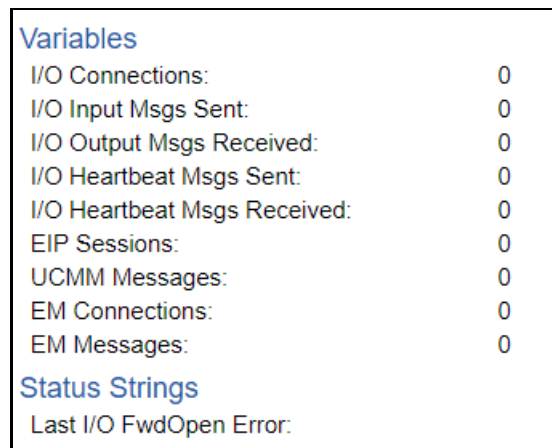 Variables
I/O Connections: 0
I/O Input Msgs Sent: 0
I/O Output Msgs Received: 0
I/O Heartbeat Msgs Sent: 0
I/O Heartbeat Msgs Received: 0
EIP Sessions: 0
UCMM Messages: 0
EM Connections: 0
EM Messages: 0
Status Strings
Last I/O FwdOpen Error: